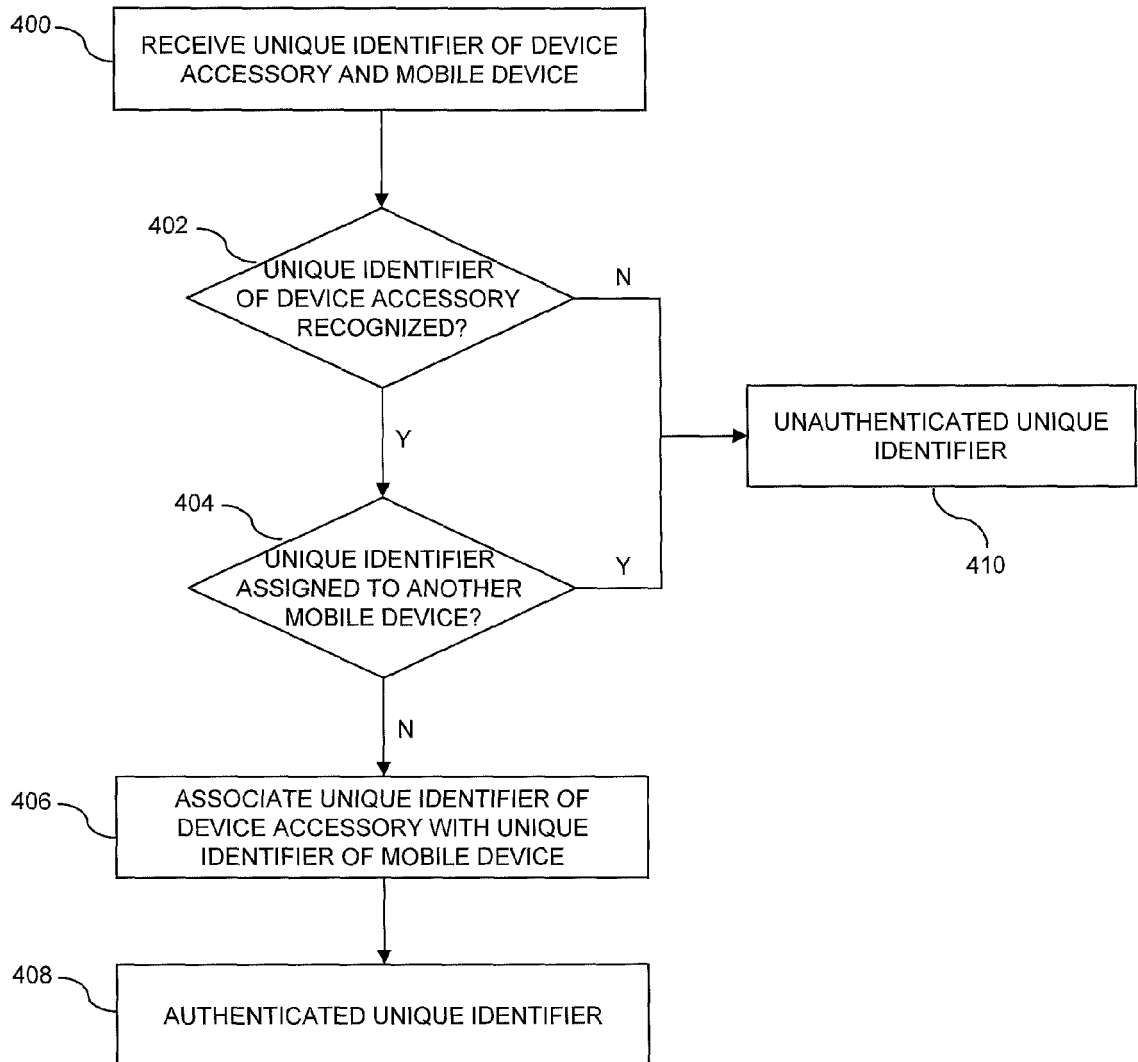 400
RECEIVE UNIQUE IDENTIFIER OF DEVICE
ACCESSORY AND MOBILE DEVICE
402
UNIQUE IDENTIFIER
OF DEVICE ACCESSORY
RECOGNIZED?
N
Y
UNAUTHENTICATED UNIQUE
IDENTIFIER
410
404
UNIQUE IDENTIFIER
ASSIGNED TO ANOTHER
MOBILE DEVICE?
Y
N
406
ASSOCIATE UNIQUE IDENTIFIER OF
DEVICE ACCESSORY WITH UNIQUE
IDENTIFIER OF MOBILE DEVICE
408
AUTHENTICATED UNIQUE IDENTIFIER